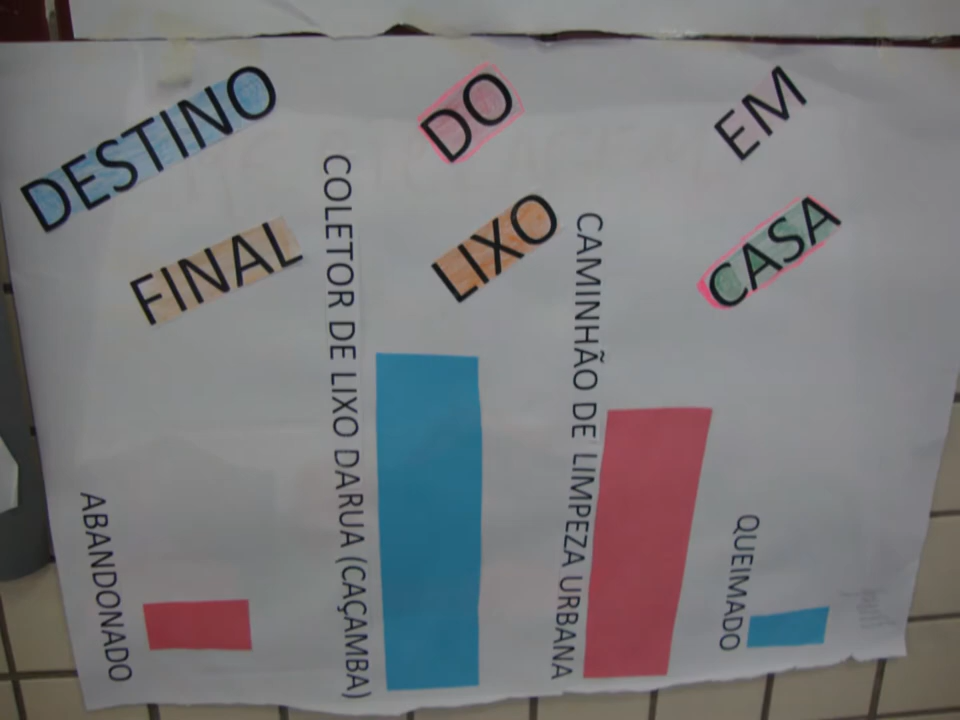 DESTINO DO EM
FINAL LIXO CASA
ABANDONADO
COLETOR DE LIXO DARUA (CAÇAMBA)
CAMINHÃO DE LIMPEZA URBANA
QUEIMADO